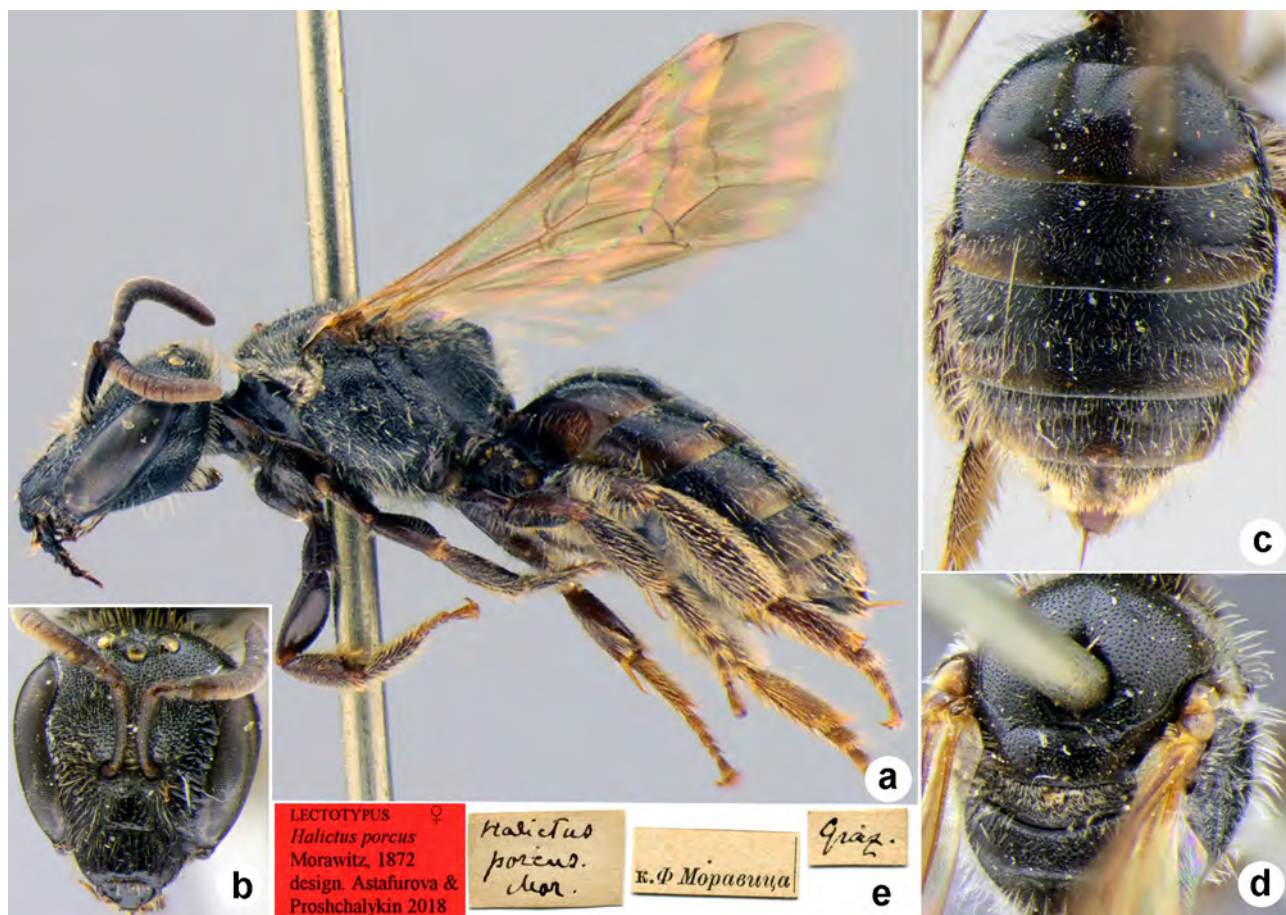 a
b
c
d
LECTOTYPUS ♀
Halictus porcus
Morawitz, 1872
design. Astafurova &
Proshchalykin 2018
Halictus
porcus.
Mor.
к. Ф Моравица
Graz.
e